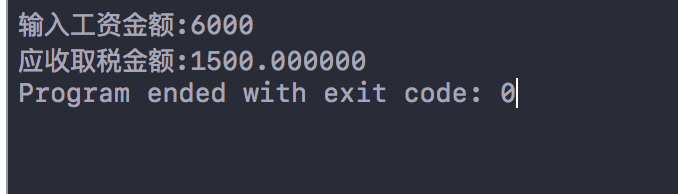 输入工资金额:6000
应收取税金额:1500.000000
Program ended with exit code: 0